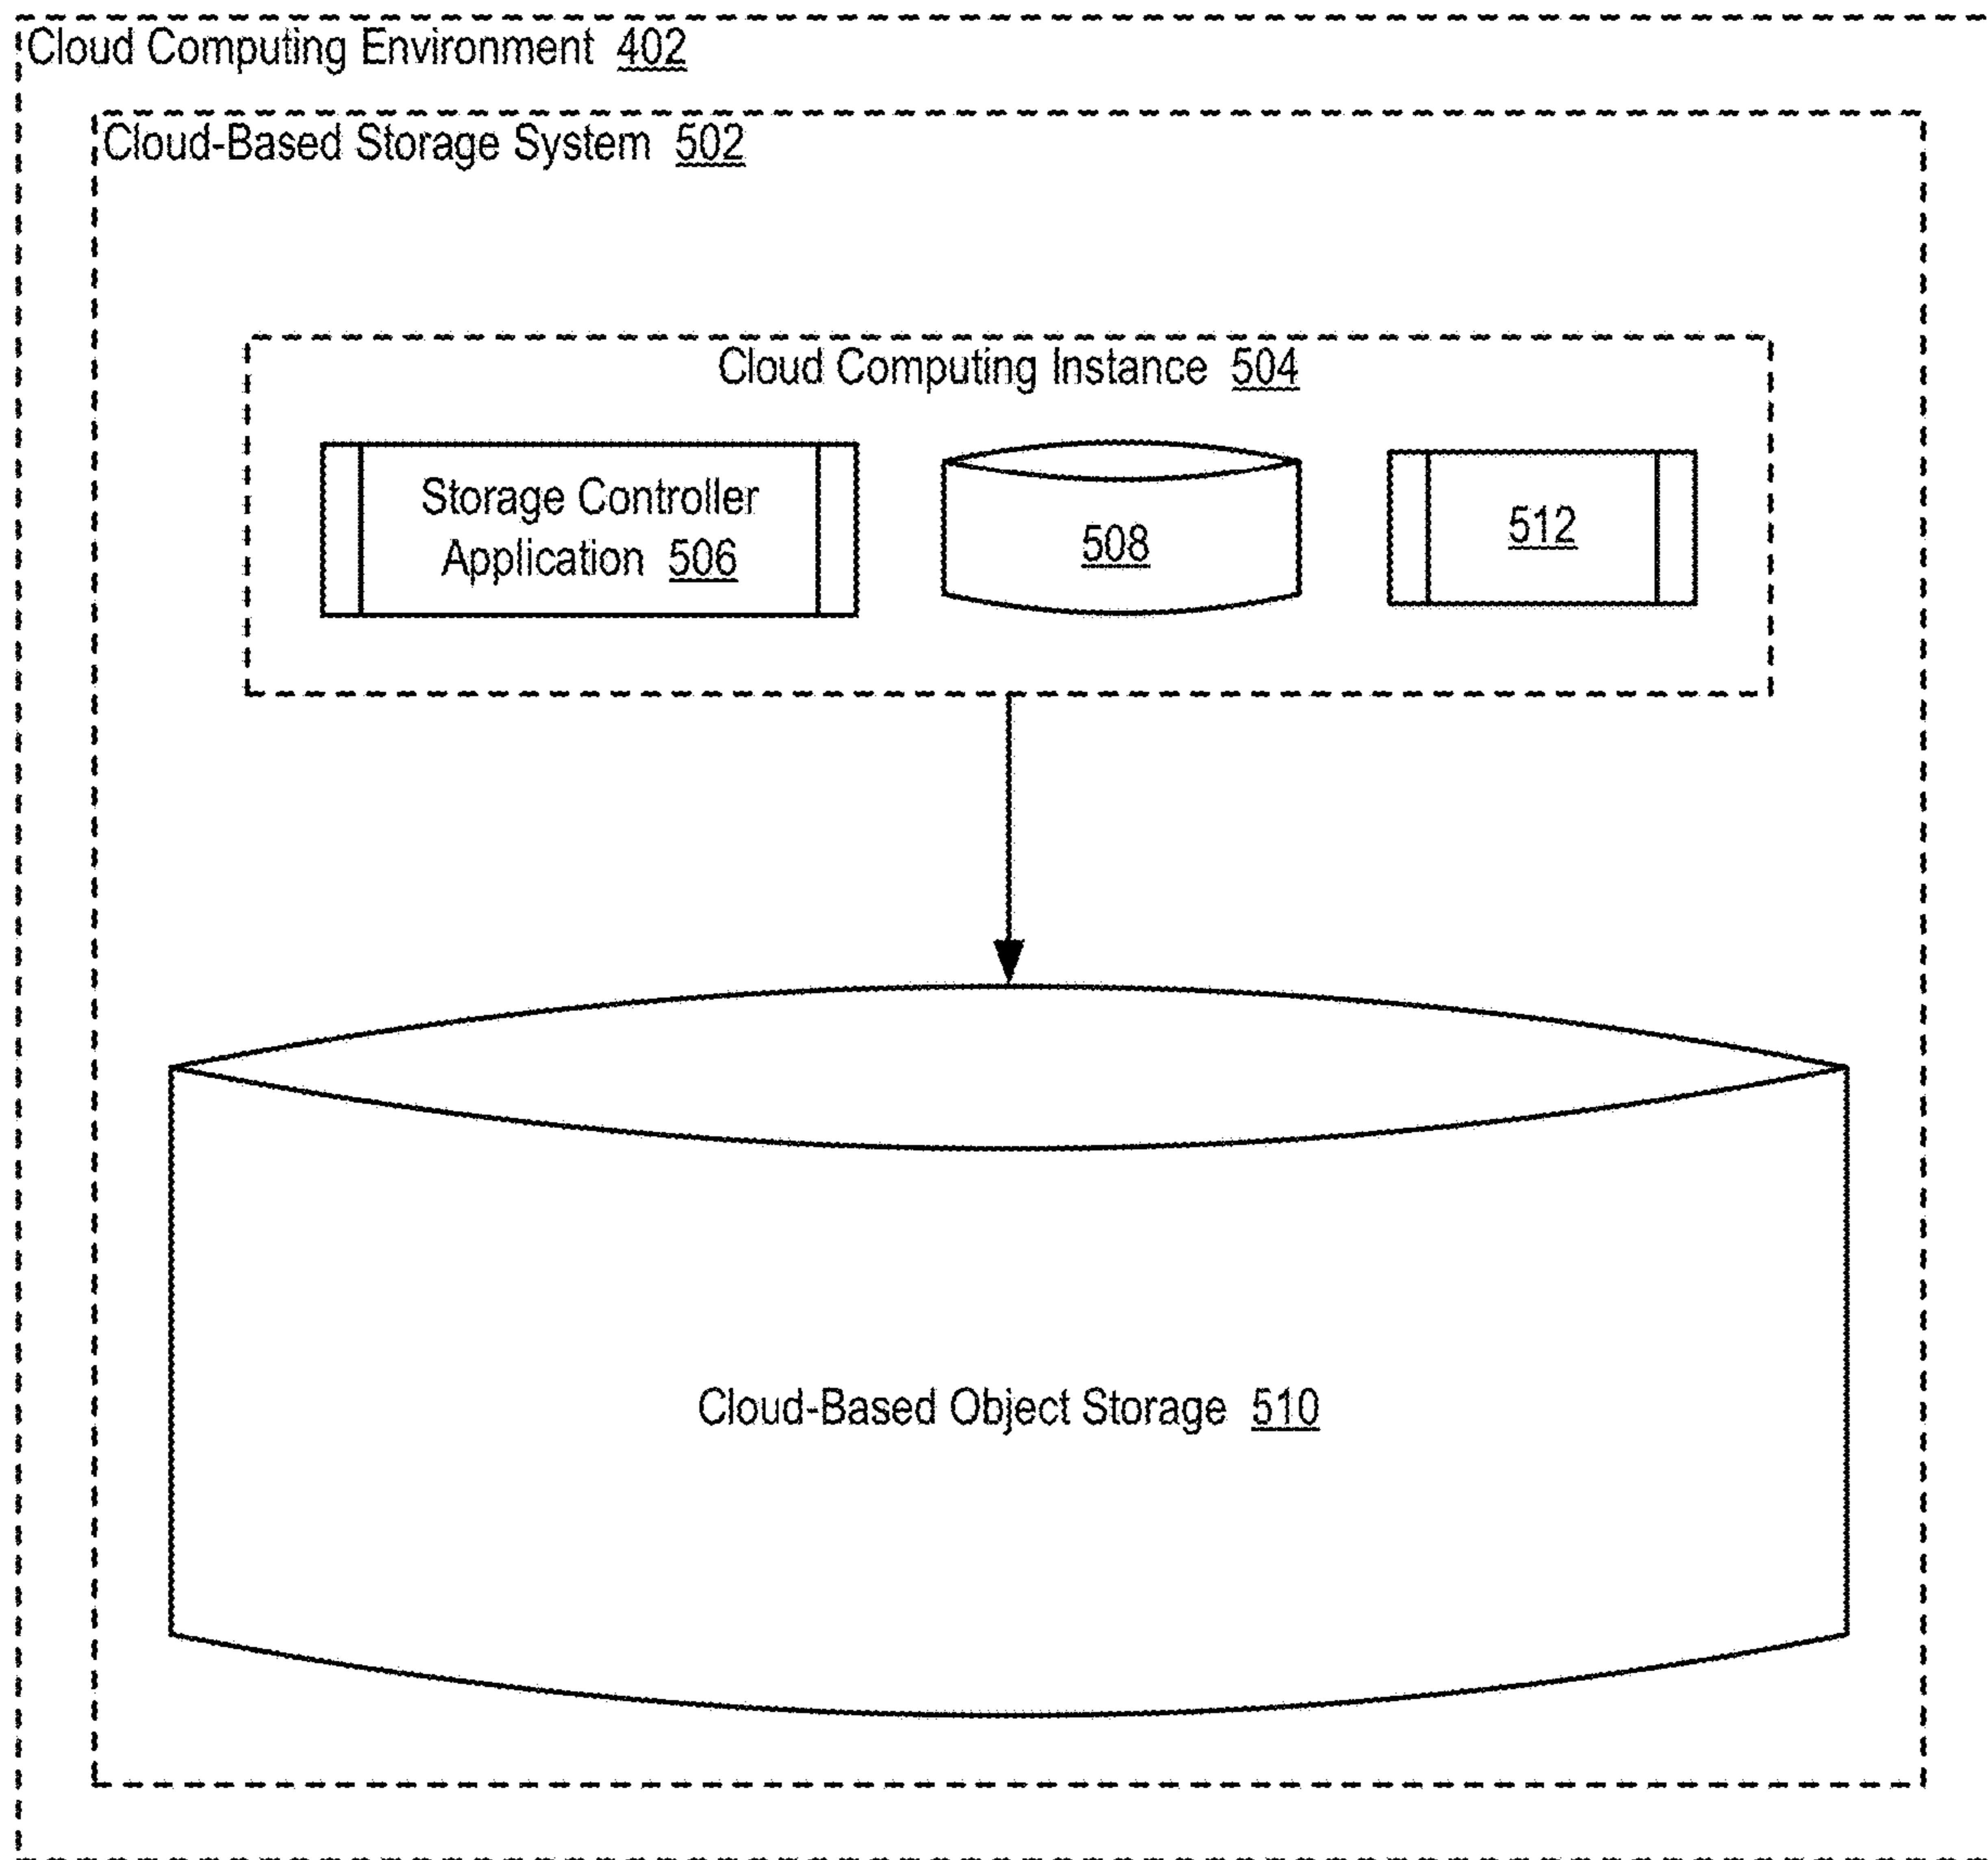 Cloud Computing Environment 402
Cloud-Based Storage System 502
Cloud Computing Instance 504
Storage Controller
Application 506
508
512
Cloud-Based Object Storage 510